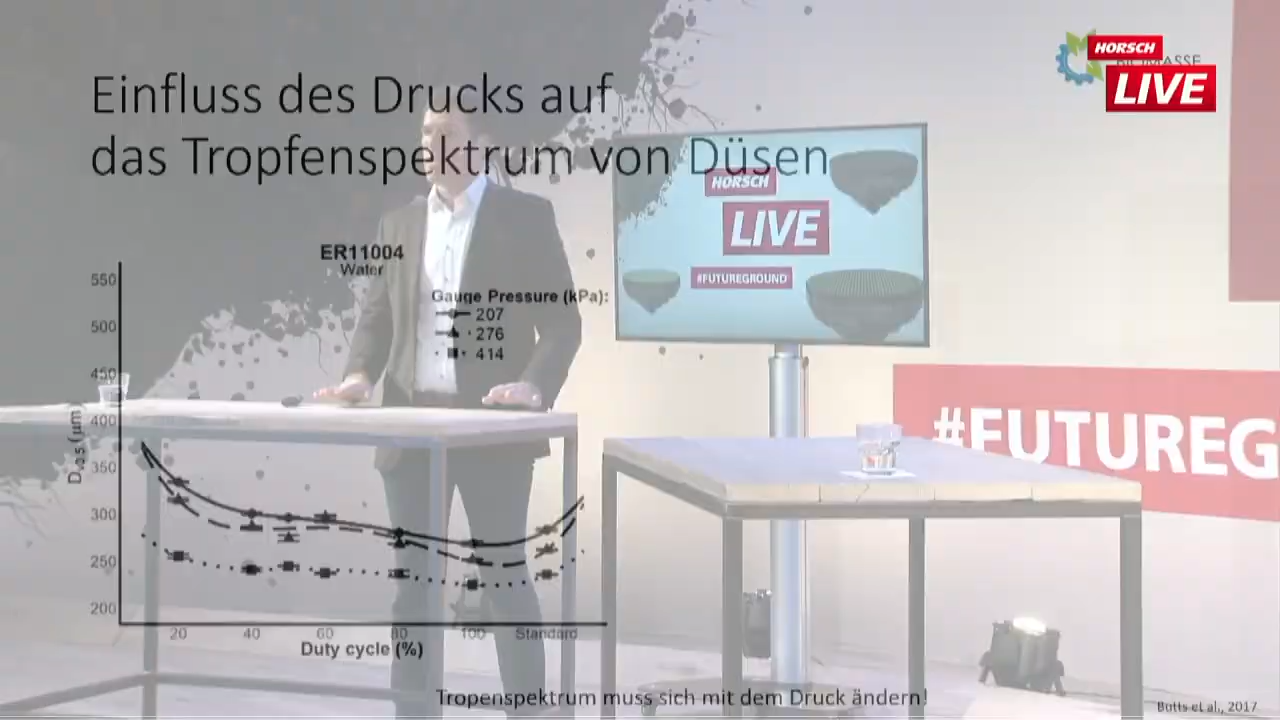 Einfluss des Drucks auf
das Tropfenspektrum von Düsen
HORSCH
LIVE
HORSCH
LIVE
#FUTUREGROUND
ER11004
Water
Gauge Pressure (kPa):
207
276
414
550
500
450
400
350
300
250
200
20 40 60 80 100 Standard
Duty cycle (%)
#FUTUREG
Tropenspektrum muss sich mit dem Druck ändern!
Butts et al., 2017